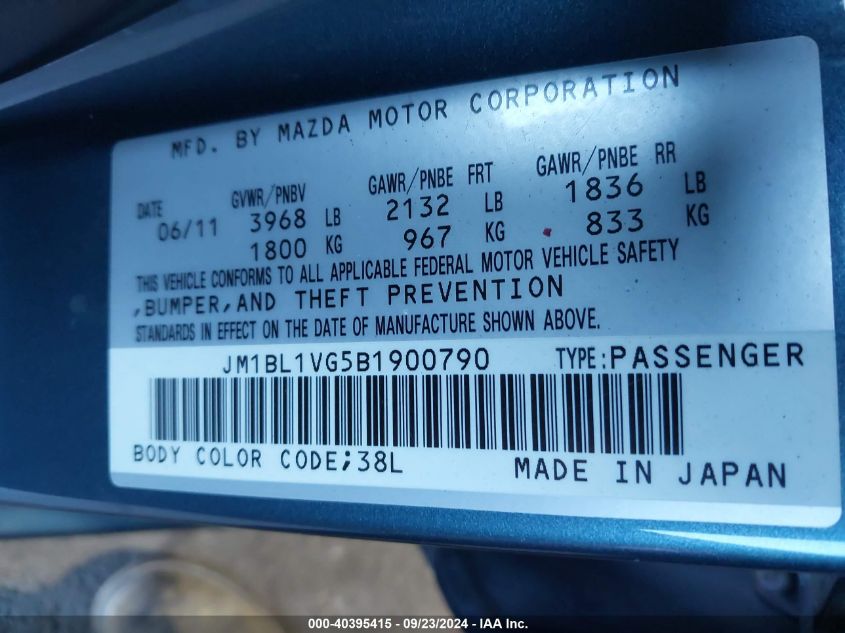 MFD. BY MAZDA MOTOR CORPORATION
DATE GVWR/PNBV GAWR/PNBE FRT GAWR/PNBE RR
06/11 3968 LB 2132 LB 1836 LB
1800 KG 967 KG 833 KG
THIS VEHICLE CONFORMS TO ALL APPLICABLE FEDERAL MOTOR VEHICLE SAFETY
,BUMPER,AND THEFT PREVENTION
STANDARDS IN EFFECT ON THE DATE OF MANUFACTURE SHOWN ABOVE.
JM1BL1VG5B1900790 TYPE:PASSENGER
BODY COLOR CODE;38L MADE IN JAPAN
000-40395415 - 09/23/2024 - IAA Inc.